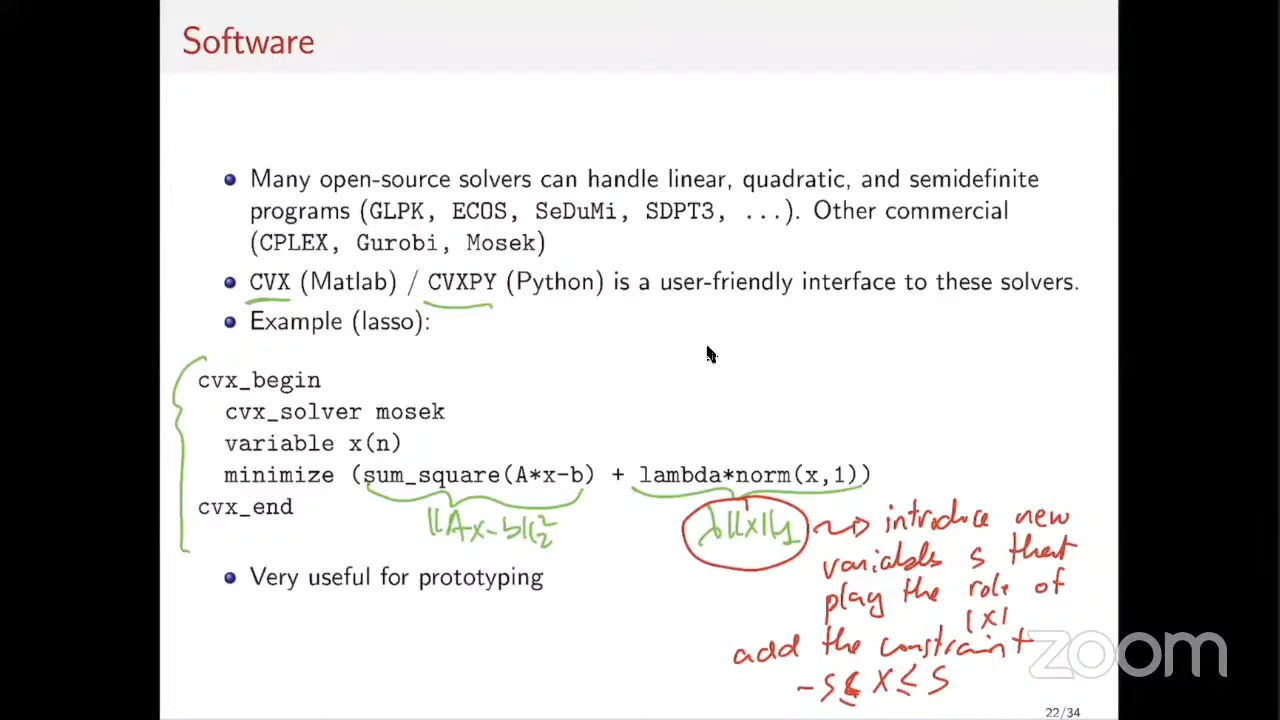 Software
Many open-source solvers can handle linear, quadratic, and semidefinite
programs (GLPK, ECOS, SeDuMi, SDPT3, ...). Other commercial
(CPLEX, Gurobi, Mosek)
CVX (Matlab) / CVXPY (Python) is a user-friendly interface to these solvers.
Example (lasso):
cvx_begin
cvx_solver mosek
variable x(n)
minimize (sum_square(A*x-b) + lambda*norm(x,1))
cvx_end
||Ax-b||₂²
λ||x||₁ ⇝ introduce new
variables s that
play the role of
|x|
add the constraint
-s ≤ x ≤ s
Very useful for prototyping
zoom
22/34